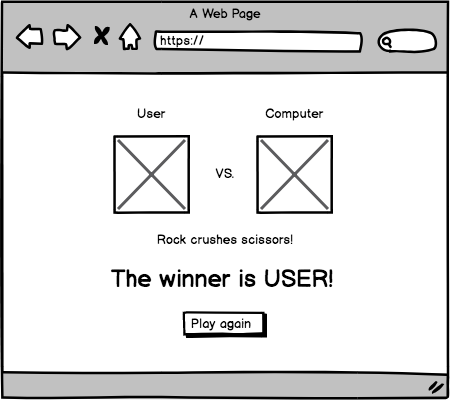 A Web Page
https://
User
Computer
VS.
Rock crushes scissors!
The winner is USER!
Play again